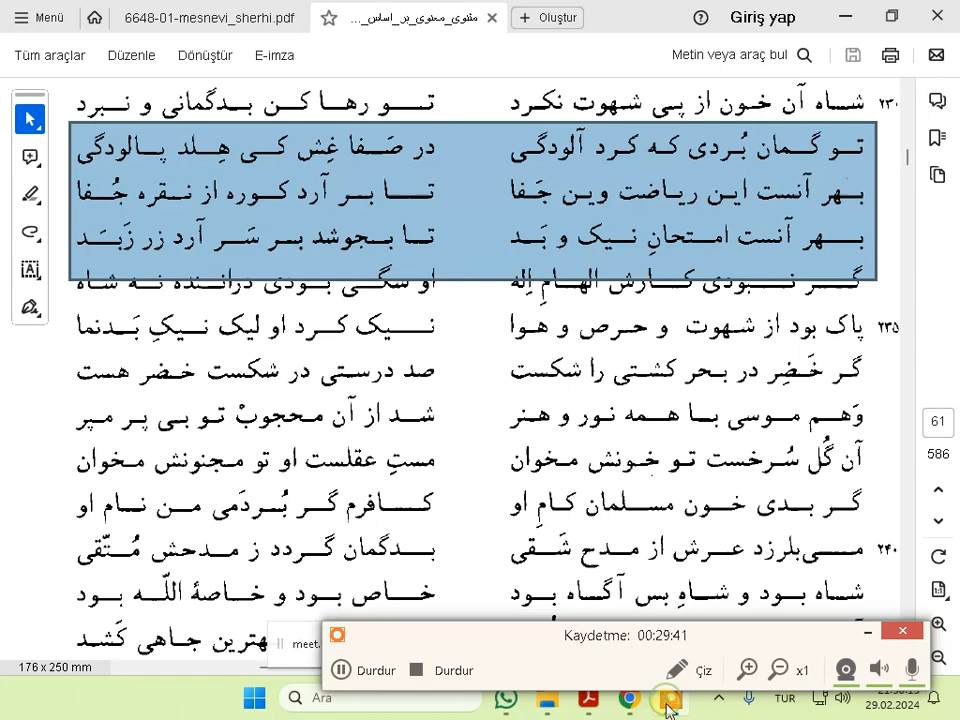 Menü
6648-01-mesnevi_sherhi.pdf
مثنوی_معنوی_بر_اساس_...
Oluştur
Giriş yap
Tüm araçlar Düzenle Dönüştür E-imza
Metin veya araç bul
۲۳۰ شاه آن خون از پی شهوت نکرد تو رها کن بدگمانی و نبرد
تو گمان بُردی که کرد آلودگی در صَفا غِش کی هِلد پالودگی
بهر آنست این ریاضت وین جَفا تا بر آرد کوره از نقره جُفا
بهر آنست امتحانِ نیک و بَد تا بجوشد بر سَر آرد زر زَبَد
گر نبودی کارش الهامِ اِله او سگی بودی دراننده نه شاه
۲۳۵ پاک بود از شهوت و حرص و هوا نیک کرد او لیک نیکِ بَدنما
گر خَضِر در بحر کشتی را شکست صد درستی در شکست خضر هست
وَهم موسی با همه نور و هنر شد از آن محجوبْ تو بی پر مپر
آن گُل سُرخست تو خونش مخوان مستِ عقلست او تو مجنونش مخوان
گر بدی خون مسلمان کامِ او کافرم گر بُردَمی من نام او
۲۴۰ می‌بلرزد عرش از مدح شَقی بدگمان گردد ز مدحش مُتّقی
شاه بود و شاهِ بس آگاه بود خاص بود و خاصهٔ اللّه بود
بهترین جاهی کَشد
61
586
meet.
Kaydetme: 00:29:41
Durdur
Durdur
Çiz
x1
176 x 250 mm
Ara
TUR
29.02.2024